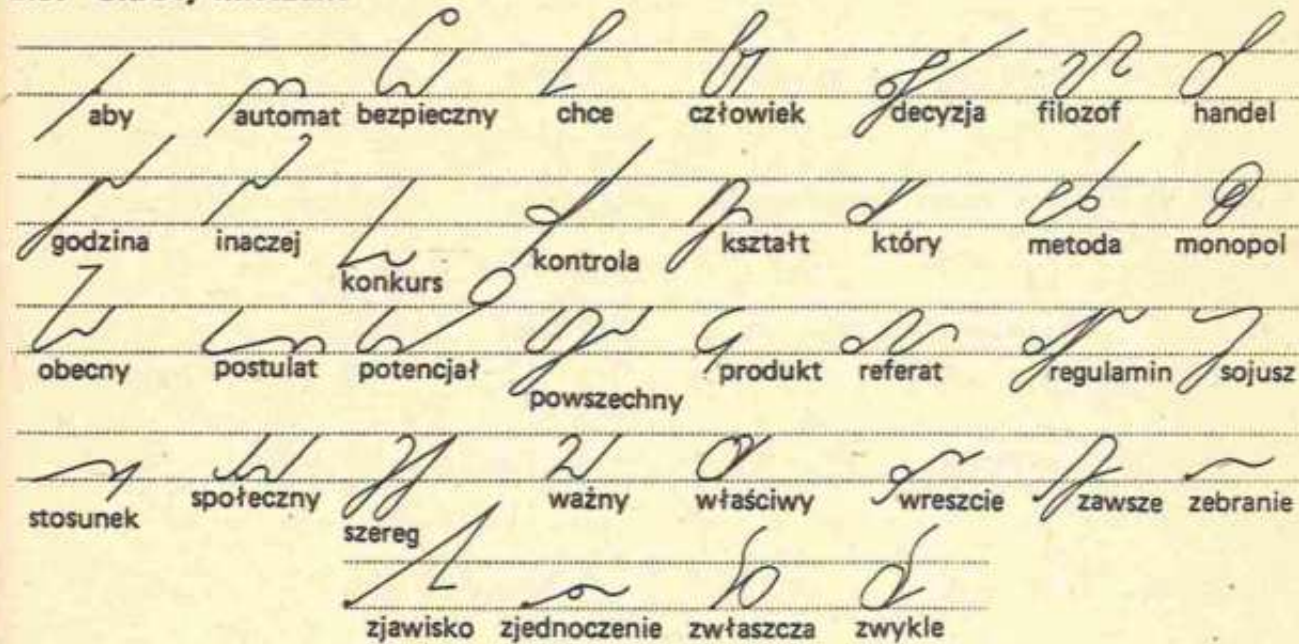 aby automat bezpieczny chce człowiek decyzja filozof handel
godzina inaczej konkurs kontrola kształt który metoda monopol
obecny postulat potencjał powszechny produkt referat regulamin sojusz
stosunek społeczny szereg ważny właściwy wreszcie zawsze zebranie
zjawisko zjednoczenie zwłaszcza zwykle